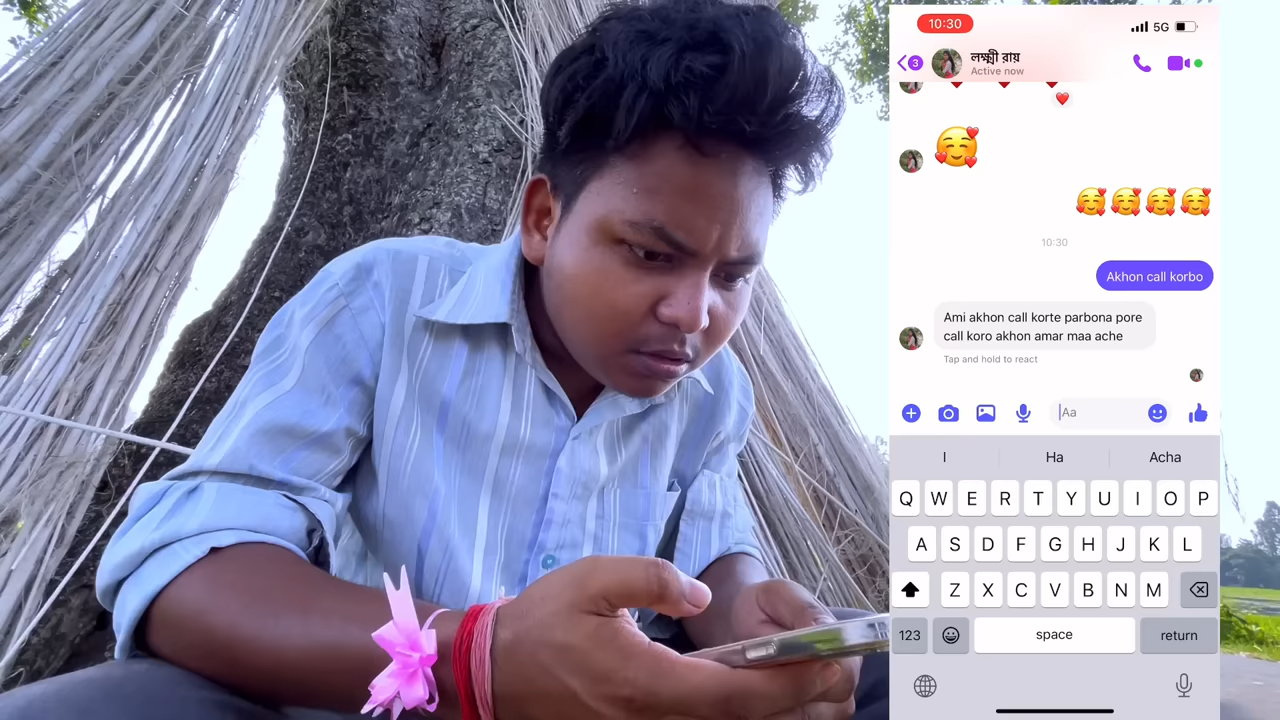 10:30
5G
3
লক্ষ্মী রায়
Active now
10:30
Akhon call korbo
Ami akhon call korte parbona pore
call koro akhon amar maa ache
Tap and hold to react
Aa
I Ha Acha
Q W E R T Y U I O P
A S D F G H J K L
Z X C V B N M
123 space return